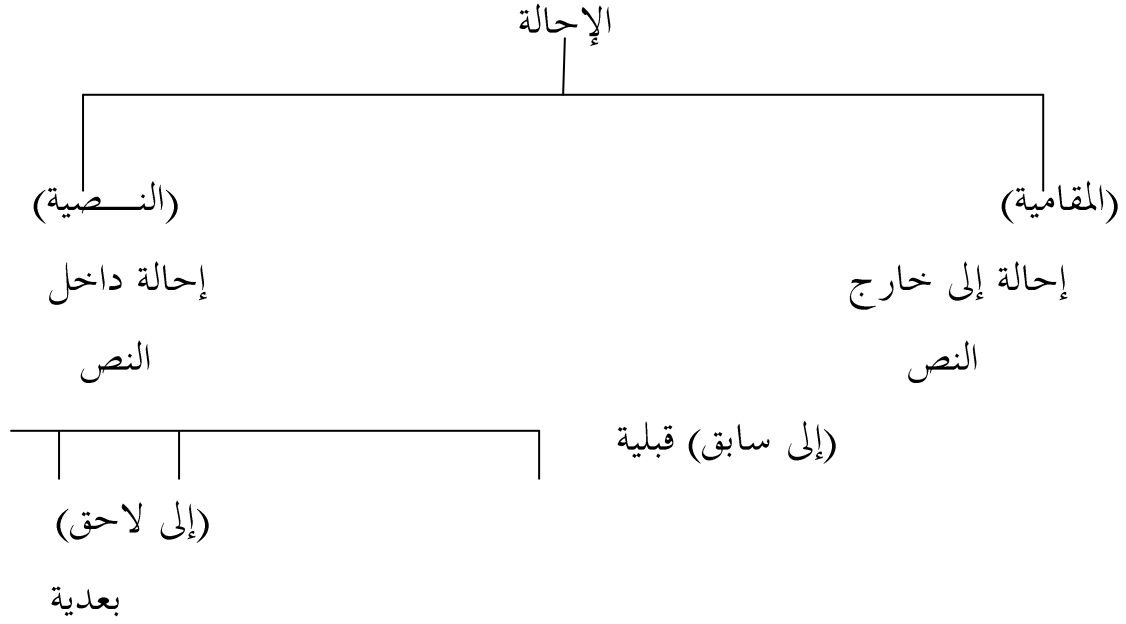 الإحالة
(المقامية)
(النـــصية)
إحالة إلى خارج
إحالة داخل
النص
النص
(إلى سابق) قبلية
(إلى لاحق)
بعدية